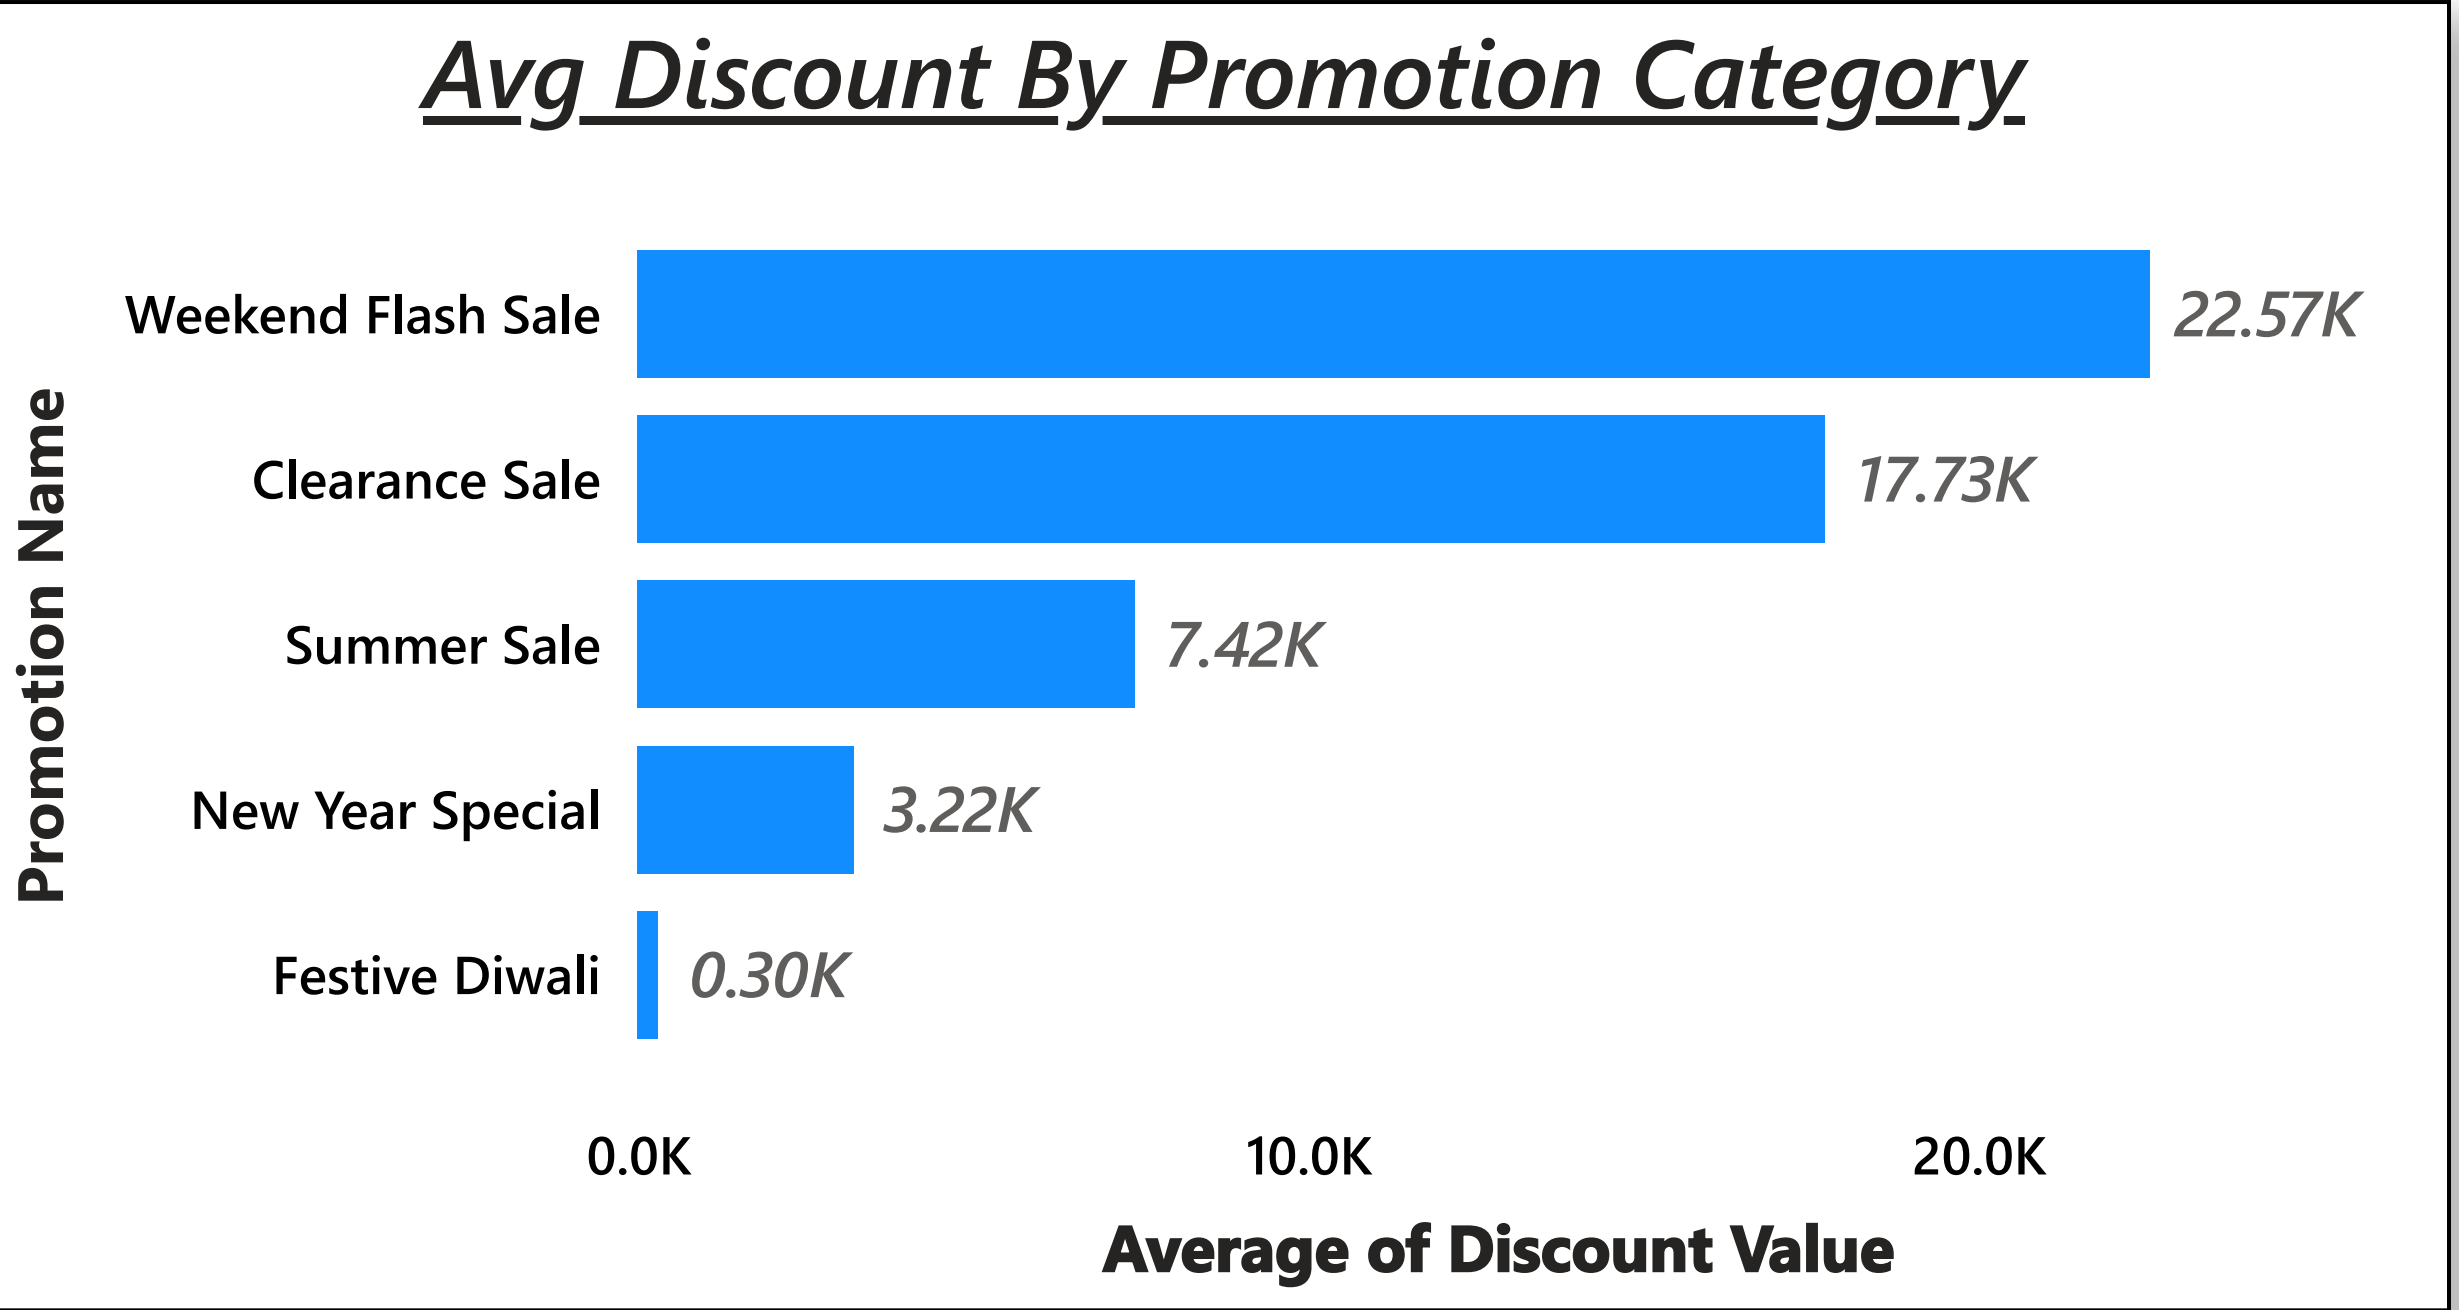 Avg Discount By Promotion Category
Promotion Name
Weekend Flash Sale 22.57K
Clearance Sale 17.73K
Summer Sale 7.42K
New Year Special 3.22K
Festive Diwali 0.30K
0.0K 10.0K 20.0K
Average of Discount Value